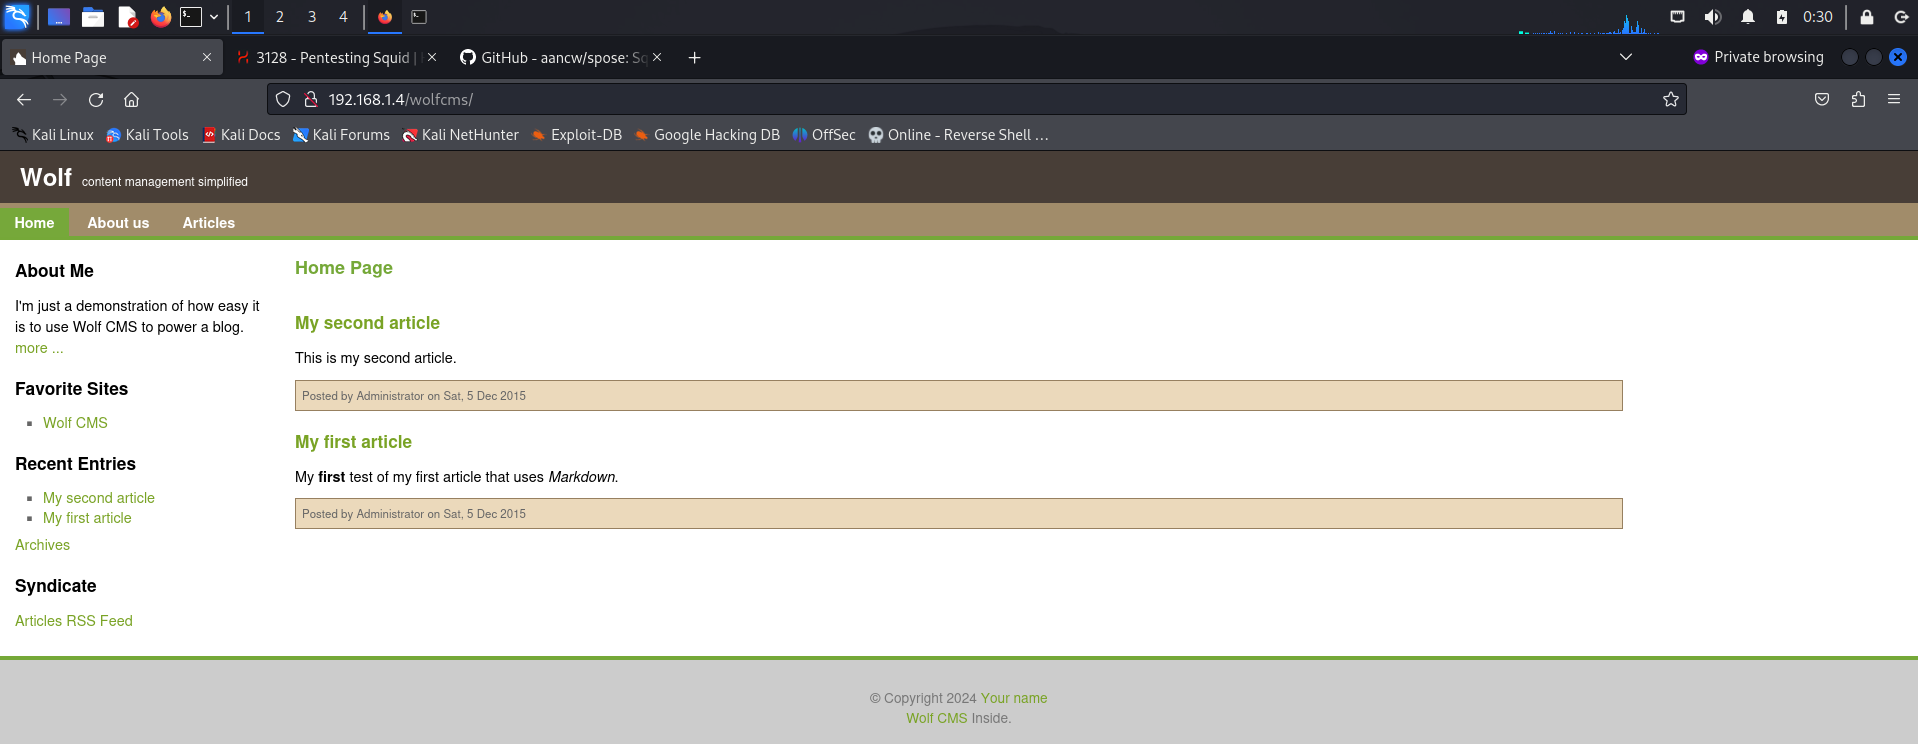 1 2 3 4 0:30
Home Page 3128 - Pentesting Squid | GitHub - aancw/spose: Sq Private browsing
192.168.1.4/wolfcms/
Kali Linux Kali Tools Kali Docs Kali Forums Kali NetHunter Exploit-DB Google Hacking DB OffSec Online - Reverse Shell …
Wolf content management simplified
Home About us Articles
About Me
I'm just a demonstration of how easy it
is to use Wolf CMS to power a blog.
more ...
Favorite Sites
Wolf CMS
Recent Entries
My second article
My first article
Archives
Syndicate
Articles RSS Feed
Home Page
My second article
This is my second article.
Posted by Administrator on Sat, 5 Dec 2015
My first article
My first test of my first article that uses Markdown.
Posted by Administrator on Sat, 5 Dec 2015
© Copyright 2024 Your name
Wolf CMS Inside.